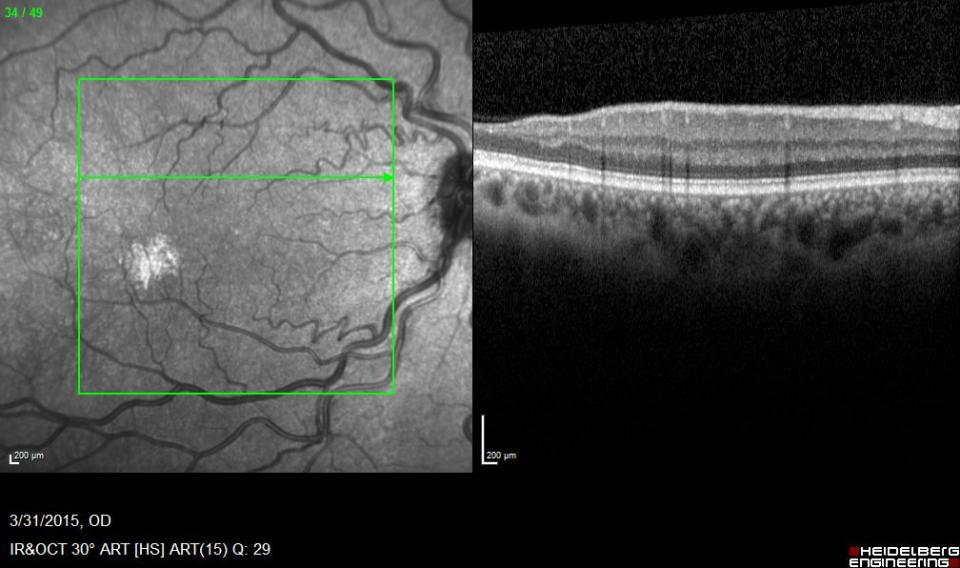 34 / 49
200 µm
200 µm
3/31/2015, OD
IR&OCT 30° ART [HS] ART(15) Q: 29
HEIDELBERG
ENGINEERING